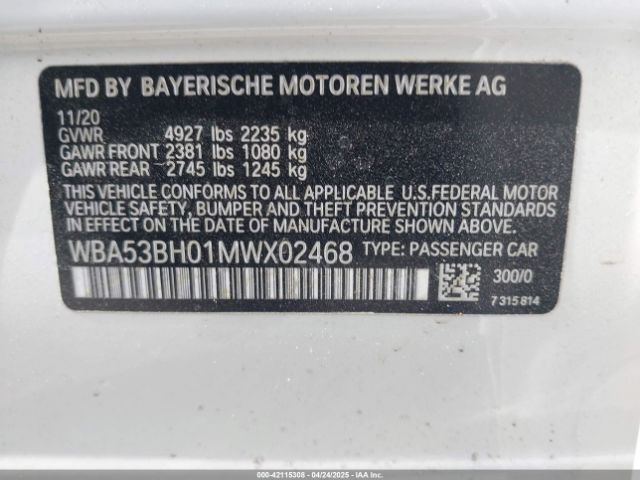 MFD BY BAYERISCHE MOTOREN WERKE AG
11/20
GVWR 4927 lbs 2235 kg
GAWR FRONT 2381 lbs 1080 kg
GAWR REAR 2745 lbs 1245 kg
THIS VEHICLE CONFORMS TO ALL APPLICABLE U.S.FEDERAL MOTOR
VEHICLE SAFETY, BUMPER AND THEFT PREVENTION
STANDARDS IN EFFECT ON THE DATE OF MANUFACTURE SHOWN ABOVE.
WBA53BH01MWX02468 TYPE: PASSENGER CAR
300/0
7 315 814
000-42115308 - 04/24/2025 - IAAI.COM